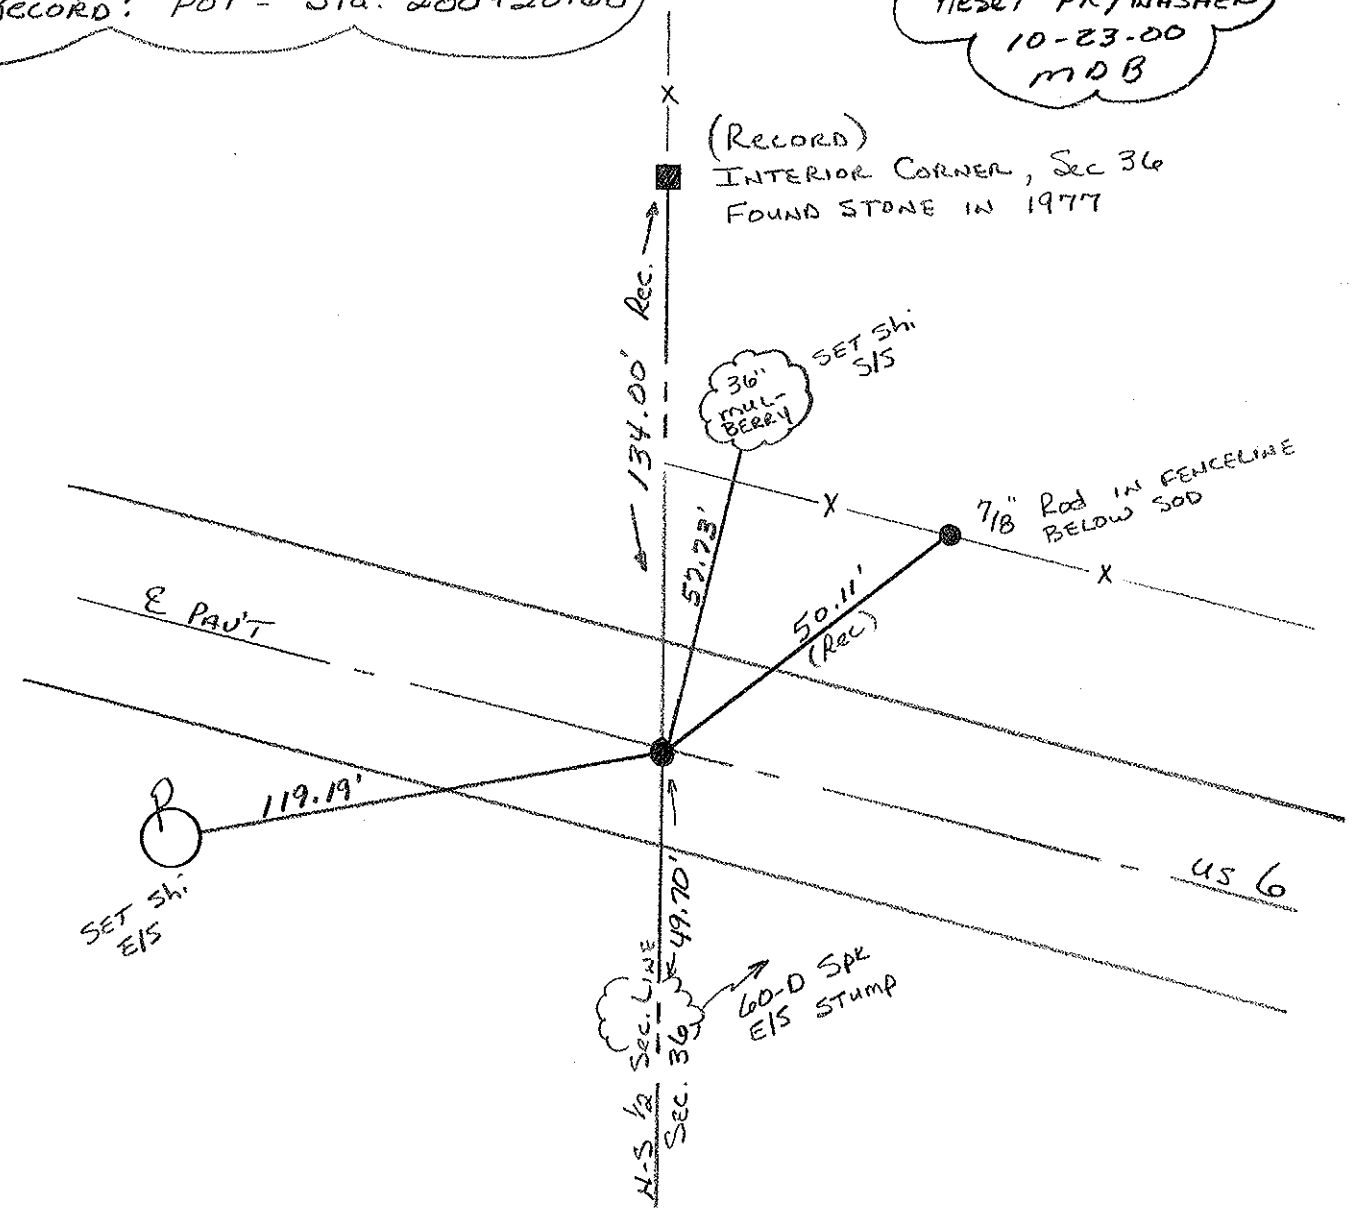 RECORD: POT - Sta. 
RESET PK/WASHER
10-23-00
MDB
X
(RECORD)
INTERIOR CORNER, Sec 36
FOUND STONE IN 1977
134.00' Rec.
36"
MUL-
BERRY
SET Shi
S/S
X
7/8" Rod IN FENCELINE
BELOW SOD
X
57.73'
50.11'
(Rec)
PAV'T
119.19'
SET Shi
E/S
US 6
49.70'
60-D Spk
E/S STUMP
N-S 1/2 Sec. LINE
SEC. 36